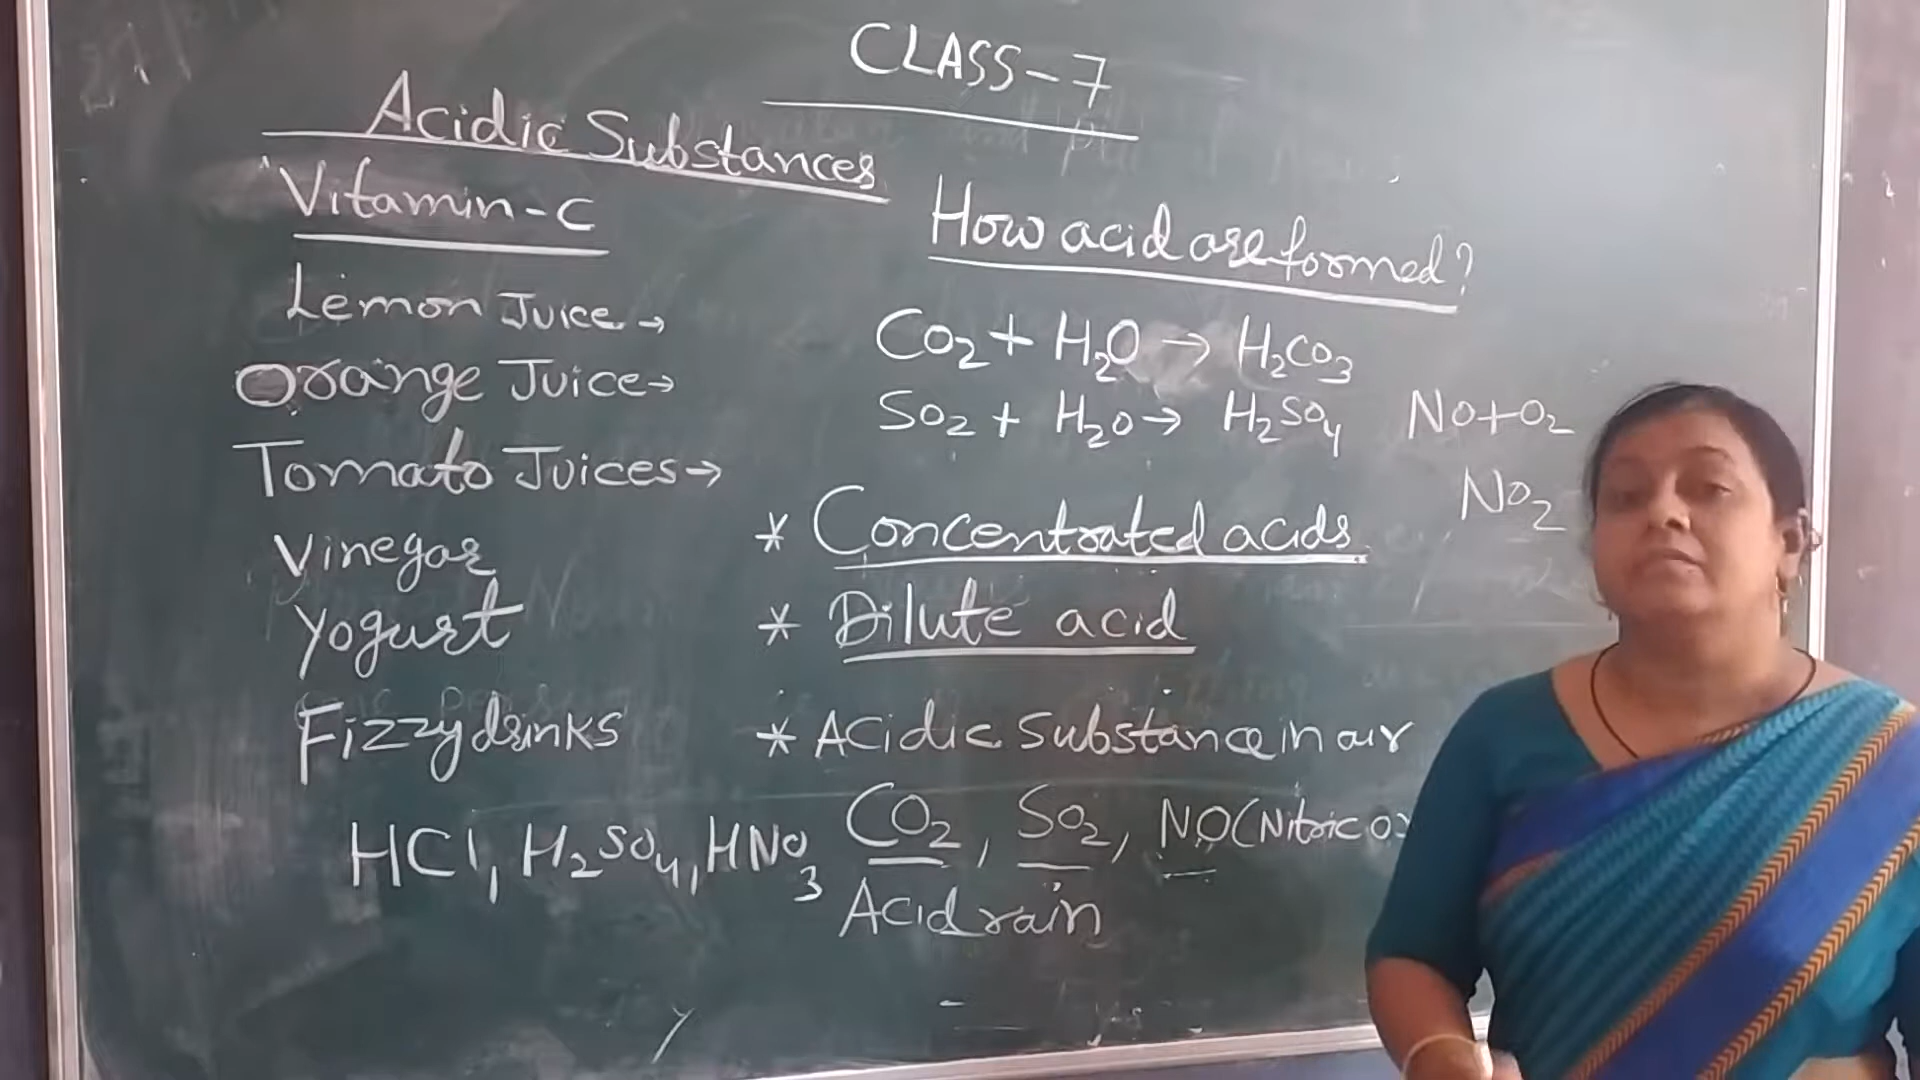 CLASS-7
Acidic Substances
Vitamin-C
Lemon Juice→
Orange Juice→
Tomato Juices→
Vinegar
Yogurt
Fizzy drinks
HCl, H₂SO₄, HNO₃
How acid are formed?
CO₂ + H₂O → H₂CO₃
SO₂ + H₂O → H₂SO₄
NO+O₂
NO₂
* Concentrated acids
* Dilute acid
* Acidic Substance in air
CO₂, SO₂, NO (Nitric O
Acid rain